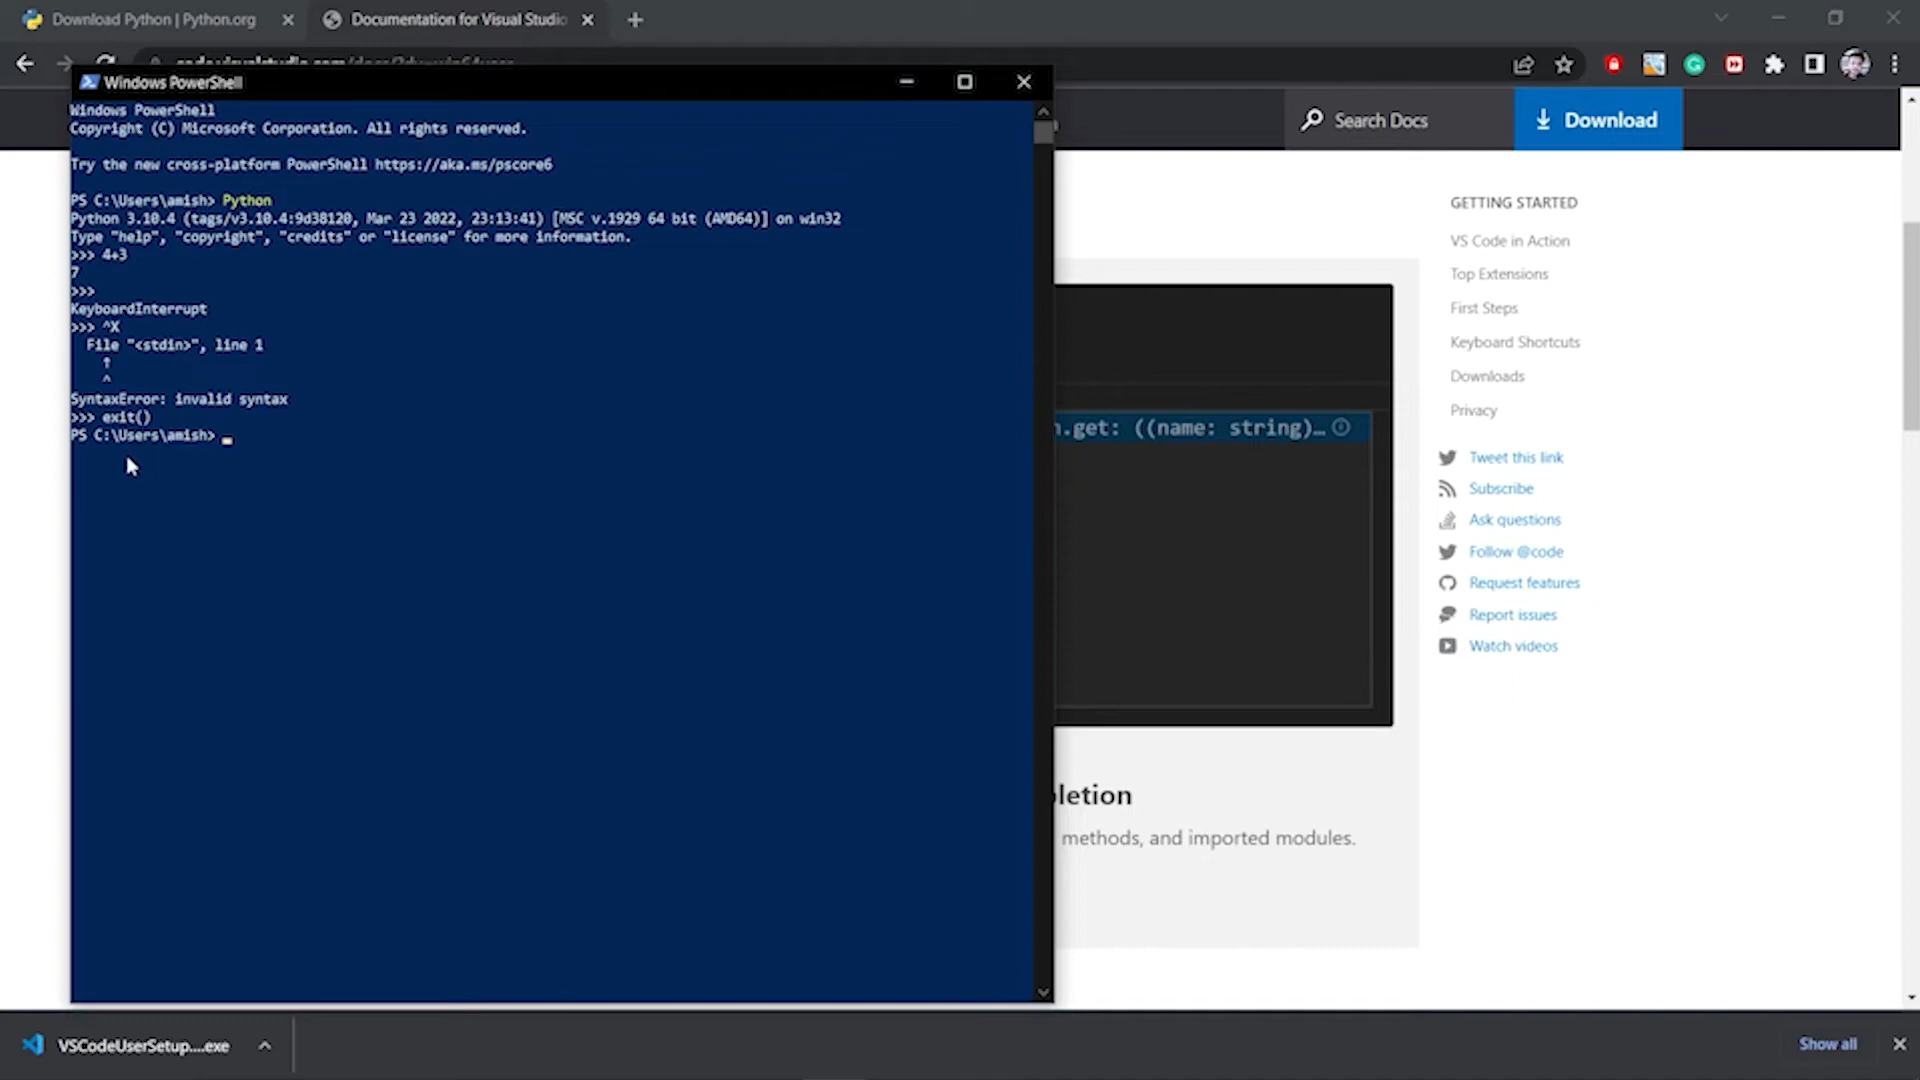 Download Python | Python.org
Documentation for Visual Studio
Windows PowerShell
Windows PowerShell
Copyright (C) Microsoft Corporation. All rights reserved.
Try the new cross-platform PowerShell https://aka.ms/pscore6
PS C:\Users\amish> Python
Python 3.10.4 (tags/v3.10.4:9d38120, Mar 23 2022, 23:13:41) [MSC v.1929 64 bit (AMD64)] on win32
Type "help", "copyright", "credits" or "license" for more information.
>>> 4+3
7
>>>
KeyboardInterrupt
>>> ^X
File "<stdin>", line 1
↑
^
SyntaxError: invalid syntax
>>> exit()
PS C:\Users\amish>
Search Docs
Download
GETTING STARTED
VS Code in Action
Top Extensions
First Steps
Keyboard Shortcuts
Downloads
Privacy
Tweet this link
Subscribe
Ask questions
Follow @code
Request features
Report issues
Watch videos
.get: ((name: string)…
letion
methods, and imported modules.
VSCodeUserSetup....exe
Show all